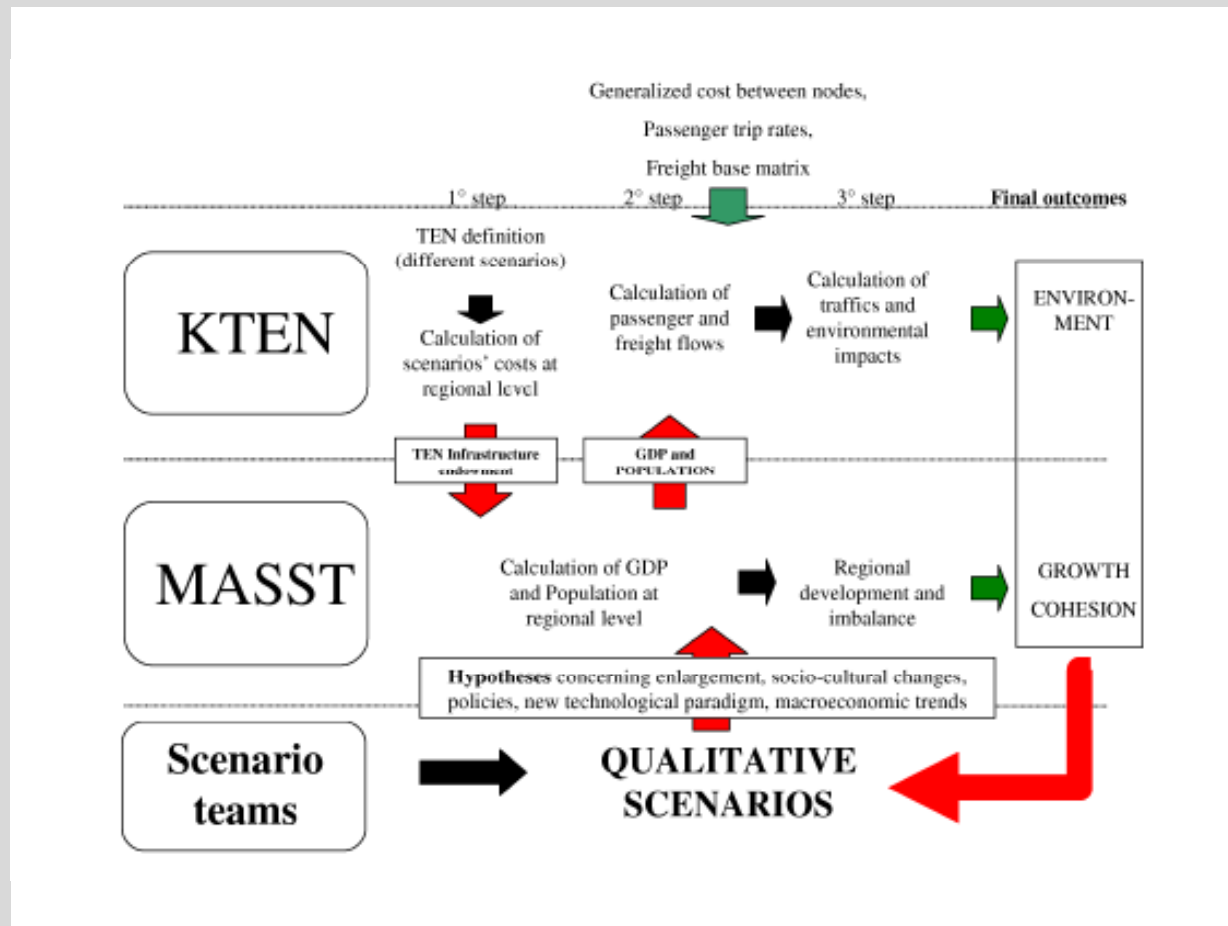 Generalized cost between nodes,
Passenger trip rates,
Freight base matrix
1° step
2° step
3° step
Final outcomes
TEN definition
(different scenarios)
Calculation of
scenarios' costs at
regional level
Calculation of
passenger and
freight flows
Calculation of
traffics and
environmental
impacts
ENVIRON-
MENT
KTEN
TEN Infrastructure
endowment
GDP and
POPULATION
MASST
Calculation of GDP
and Population at
regional level
Regional
development and
imbalance
GROWTH
COHESION
Hypotheses concerning enlargement, socio-cultural changes,
policies, new technological paradigm, macroeconomic trends
Scenario
teams
QUALITATIVE
SCENARIOS